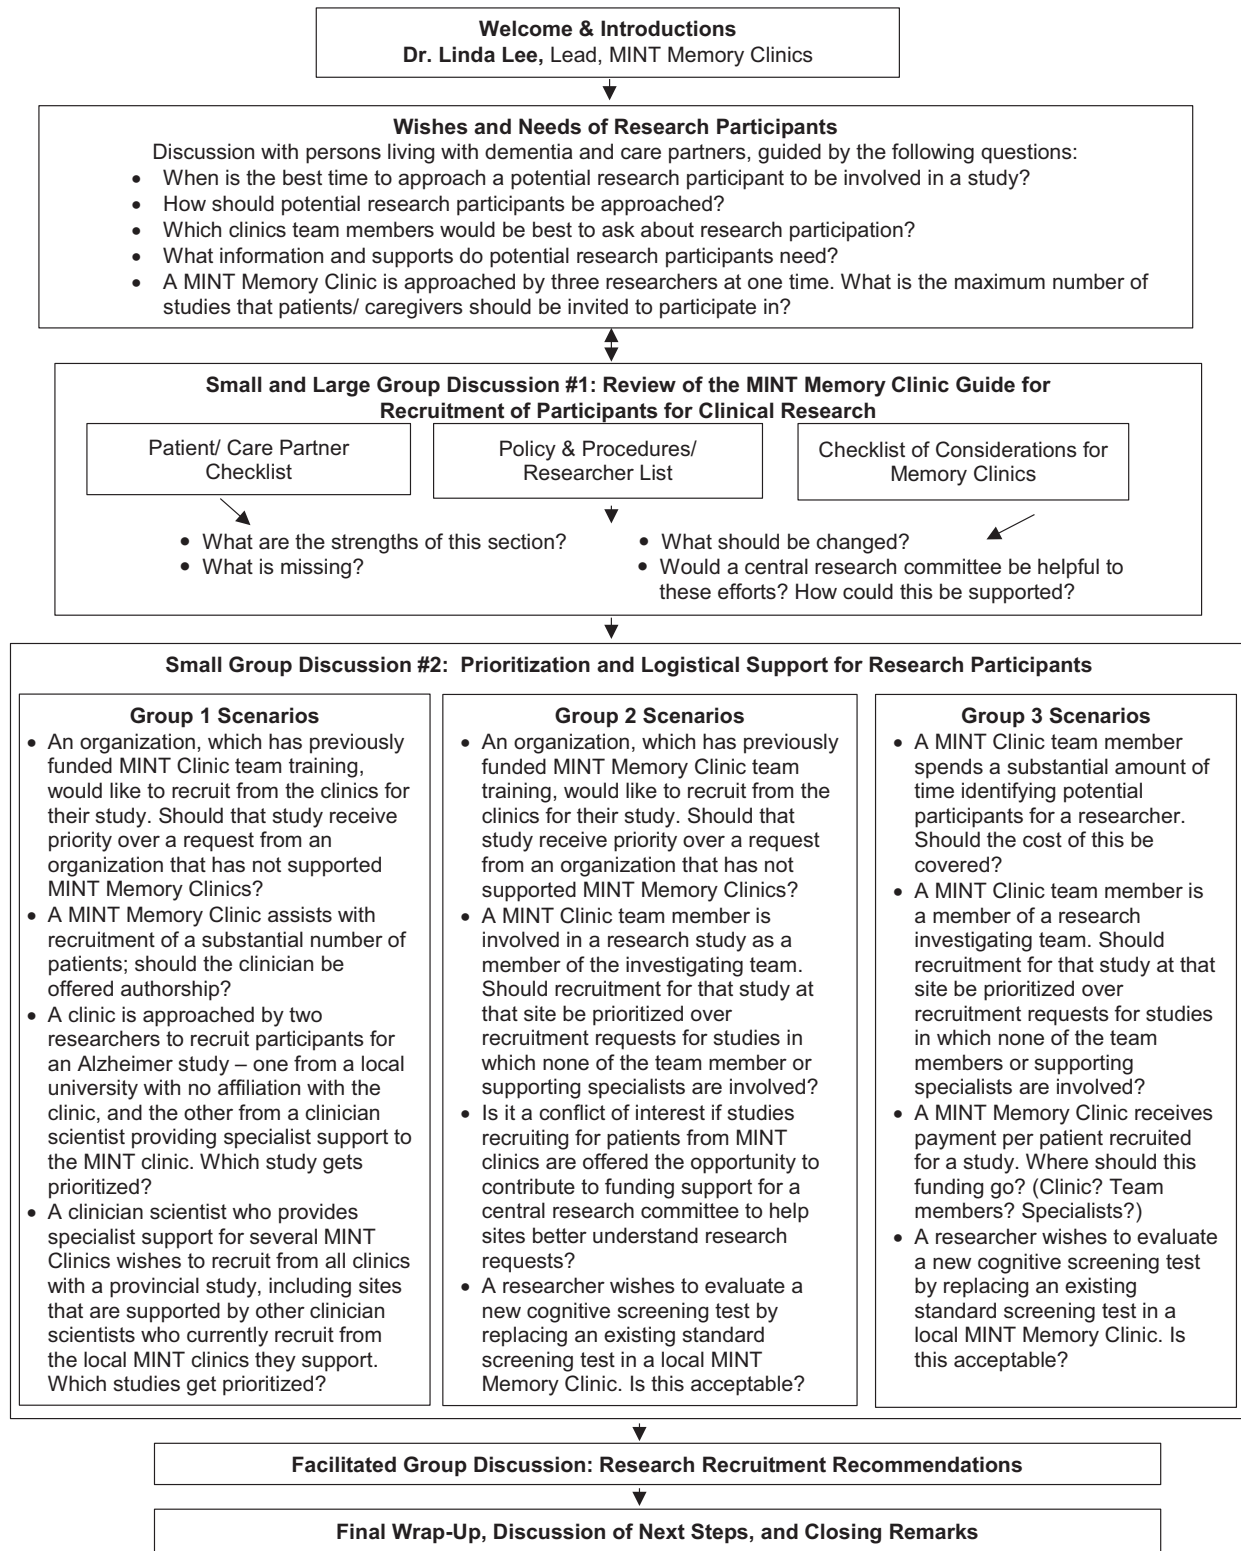 Welcome & Introductions
Dr. Linda Lee, Lead, MINT Memory Clinics
Wishes and Needs of Research Participants
Discussion with persons living with dementia and care partners, guided by the following questions:
• When is the best time to approach a potential research participant to be involved in a study?
• How should potential research participants be approached?
• Which clinics team members would be best to ask about research participation?
• What information and supports do potential research participants need?
• A MINT Memory Clinic is approached by three researchers at one time. What is the maximum number of
studies that patients/ caregivers should be invited to participate in?
Small and Large Group Discussion #1: Review of the MINT Memory Clinic Guide for
Recruitment of Participants for Clinical Research
Patient/ Care Partner
Checklist
Policy & Procedures/
Researcher List
Checklist of Considerations for
Memory Clinics
• What are the strengths of this section?
• What is missing?
• What should be changed?
• Would a central research committee be helpful to
these efforts? How could this be supported?
Small Group Discussion #2: Prioritization and Logistical Support for Research Participants
Group 1 Scenarios
• An organization, which has previously
funded MINT Clinic team training,
would like to recruit from the clinics for
their study. Should that study receive
priority over a request from an
organization that has not supported
MINT Memory Clinics?
• A MINT Memory Clinic assists with
recruitment of a substantial number of
patients; should the clinician be
offered authorship?
• A clinic is approached by two
researchers to recruit participants for
an Alzheimer study – one from a local
university with no affiliation with the
clinic, and the other from a clinician
scientist providing specialist support to
the MINT clinic. Which study gets
prioritized?
• A clinician scientist who provides
specialist support for several MINT
Clinics wishes to recruit from all clinics
with a provincial study, including sites
that are supported by other clinician
scientists who currently recruit from
the local MINT clinics they support.
Which studies get prioritized?
Group 2 Scenarios
• An organization, which has previously
funded MINT Memory Clinic team
training, would like to recruit from the
clinics for their study. Should that
study receive priority over a request
from an organization that has not
supported MINT Memory Clinics?
• A MINT Clinic team member is
involved in a research study as a
member of the investigating team.
Should recruitment for that study at
that site be prioritized over
recruitment requests for studies in
which none of the team member or
supporting specialists are involved?
• Is it a conflict of interest if studies
recruiting for patients from MINT
clinics are offered the opportunity to
contribute to funding support for a
central research committee to help
sites better understand research
requests?
• A researcher wishes to evaluate a
new cognitive screening test by
replacing an existing standard
screening test in a local MINT
Memory Clinic. Is this acceptable?
Group 3 Scenarios
• A MINT Clinic team member
spends a substantial amount of
time identifying potential
participants for a researcher.
Should the cost of this be
covered?
• A MINT Clinic team member is
a member of a research
investigating team. Should
recruitment for that study at that
site be prioritized over
recruitment requests for studies
in which none of the team
members or supporting
specialists are involved?
• A MINT Memory Clinic receives
payment per patient recruited
for a study. Where should this
funding go? (Clinic? Team
members? Specialists?)
• A researcher wishes to evaluate
a new cognitive screening test
by replacing an existing
standard screening test in a
local MINT Memory Clinic. Is
this acceptable?
Facilitated Group Discussion: Research Recruitment Recommendations
Final Wrap-Up, Discussion of Next Steps, and Closing Remarks